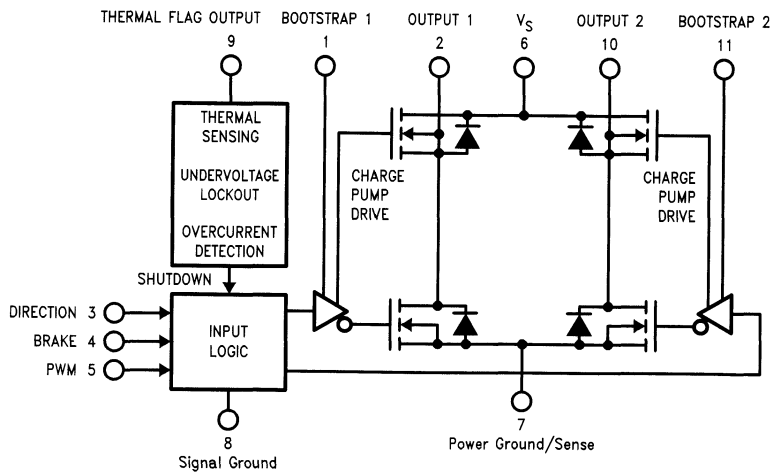 THERMAL FLAG OUTPUT
9
BOOTSTRAP 1
1
OUTPUT 1
2
VS
6
OUTPUT 2
10
BOOTSTRAP 2
11
THERMAL
SENSING
UNDERVOLTAGE
LOCKOUT
OVERCURRENT
DETECTION
CHARGE
PUMP
DRIVE
CHARGE
PUMP
DRIVE
SHUTDOWN
DIRECTION 3
BRAKE 4
PWM 5
INPUT
LOGIC
8
Signal Ground
7
Power Ground/Sense